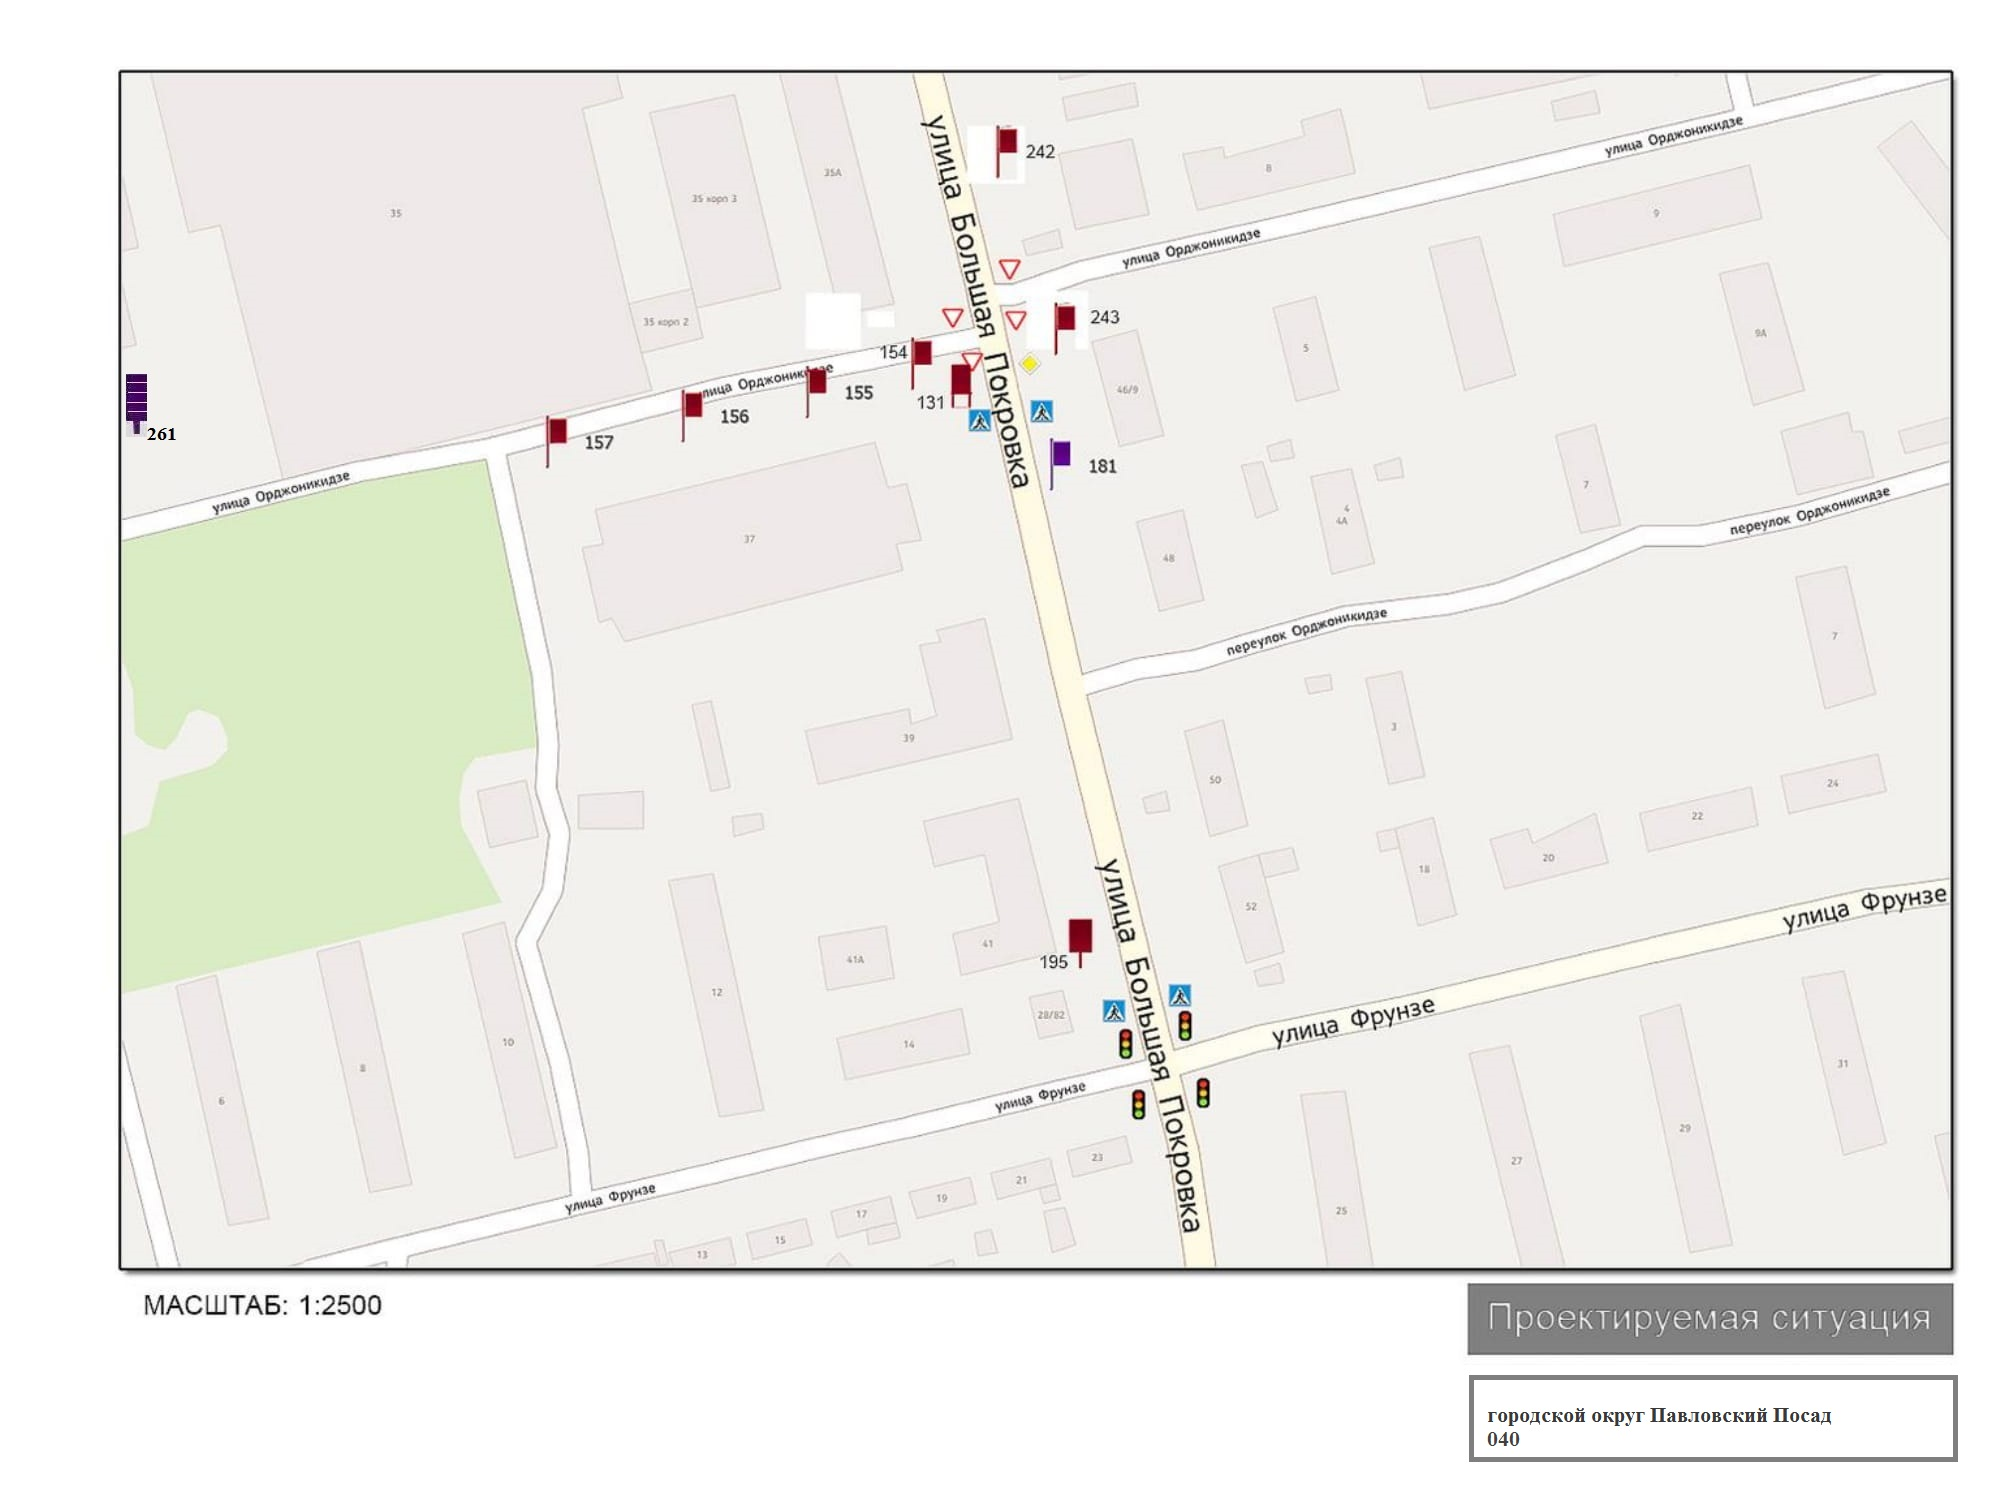 улица Большая Покровка
242
35
35 корп 3
35А
8
улица Орджоникидзе
9
улица Орджоникидзе
35 корп 2
243
5
9А
154
46/9
улица Орджоникидзе
155
131
156
157
261
181
улица Орджоникидзе
7
4
4А
переулок Орджоникидзе
37
48
переулок Орджоникидзе
7
39
3
50
24
22
20
18
улица Большая Покровка
52
улица Фрунзе
41
41А
195
12
28/82
улица Фрунзе
14
10
8
6
31
улица Фрунзе
29
23
27
21
улица Фрунзе
19
17
25
15
13
МАСШТАБ: 1:2500
Проектируемая ситуация
городской округ Павловский Посад
040